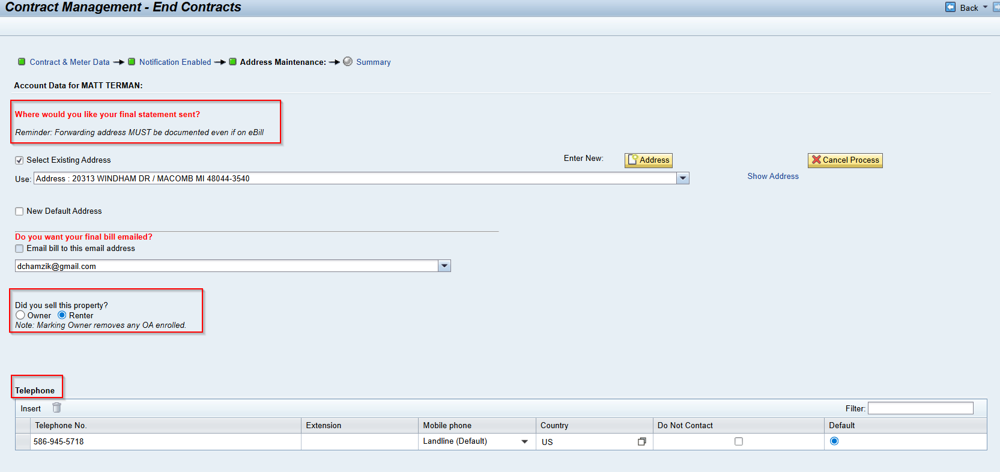 Contract Management - End Contracts
Back
Contract & Meter Data
Notification Enabled
Address Maintenance:
Summary
Account Data for MATT TERMAN:
Where would you like your final statement sent?
Reminder: Forwarding address MUST be documented even if on eBill
Select Existing Address
Enter New:
Address
Cancel Process
Use: Address : 20313 WINDHAM DR / MACOMB MI 48044-3540
Show Address
New Default Address
Do you want your final bill emailed?
Email bill to this email address
dchamzik@gmail.com
Did you sell this property?
Owner Renter
Note: Marking Owner removes any OA enrolled.
Telephone
Insert
Filter:
Telephone No. Extension Mobile phone Country Do Not Contact Default
586-945-5718 Landline (Default) US